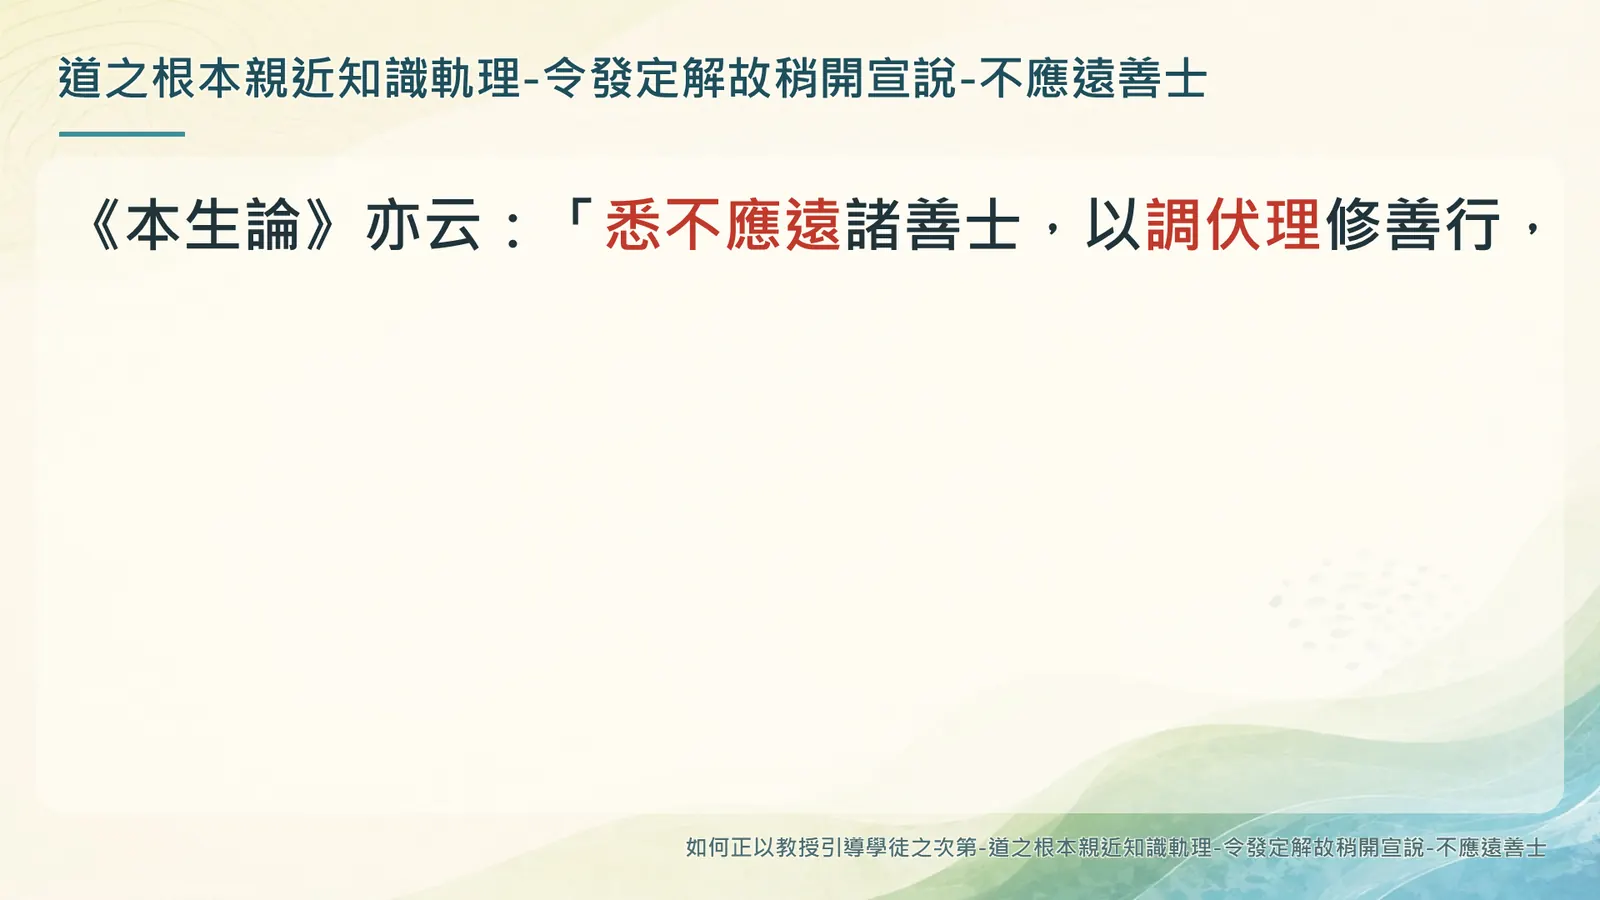 道之根本親近知識軌理-令發定解故稍開宣說-不應遠善士
《本生論》亦云：「悉不應遠諸善士，以調伏理修善行，
如何正以教授引導學徒之次第-道之根本親近知識軌理-令發定解故稍開宣說-不應遠善士